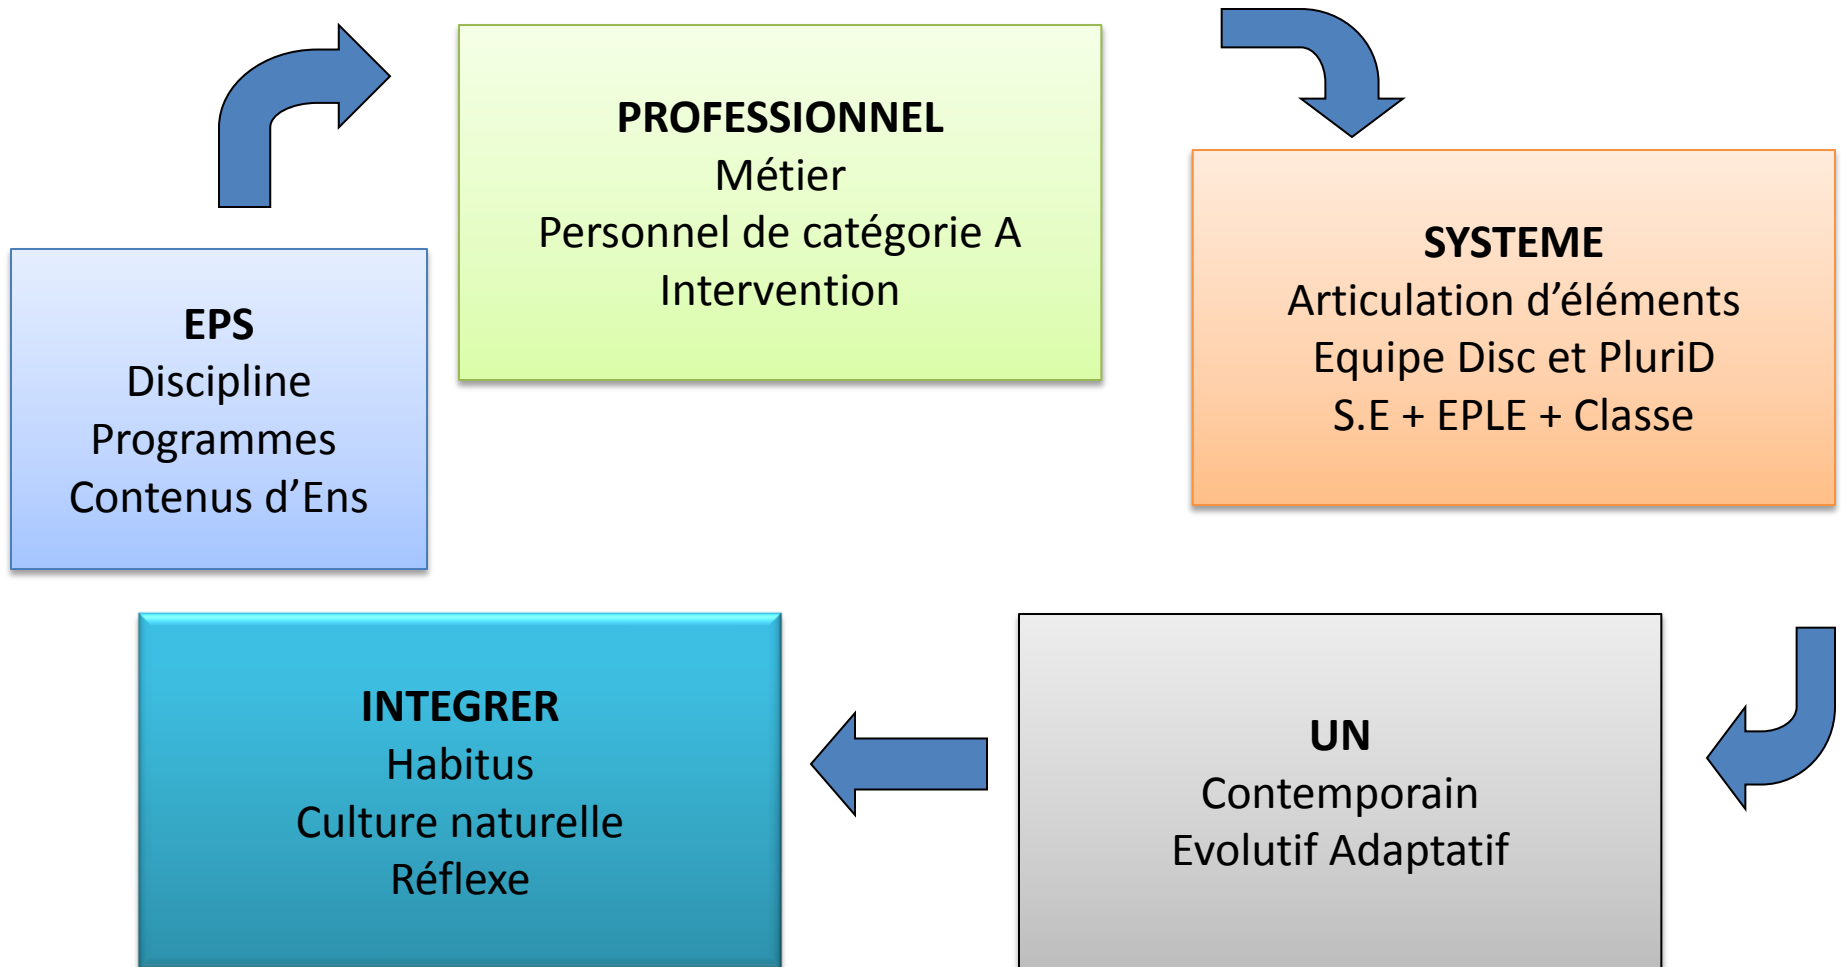 EPS
Discipline
Programmes
Contenus d’Ens
PROFESSIONNEL
Métier
Personnel de catégorie A
Intervention
SYSTEME
Articulation d’éléments
Equipe Disc et PluriD
S.E + EPLE + Classe
UN
Contemporain
Evolutif Adaptatif
INTEGRER
Habitus
Culture naturelle
Réflexe